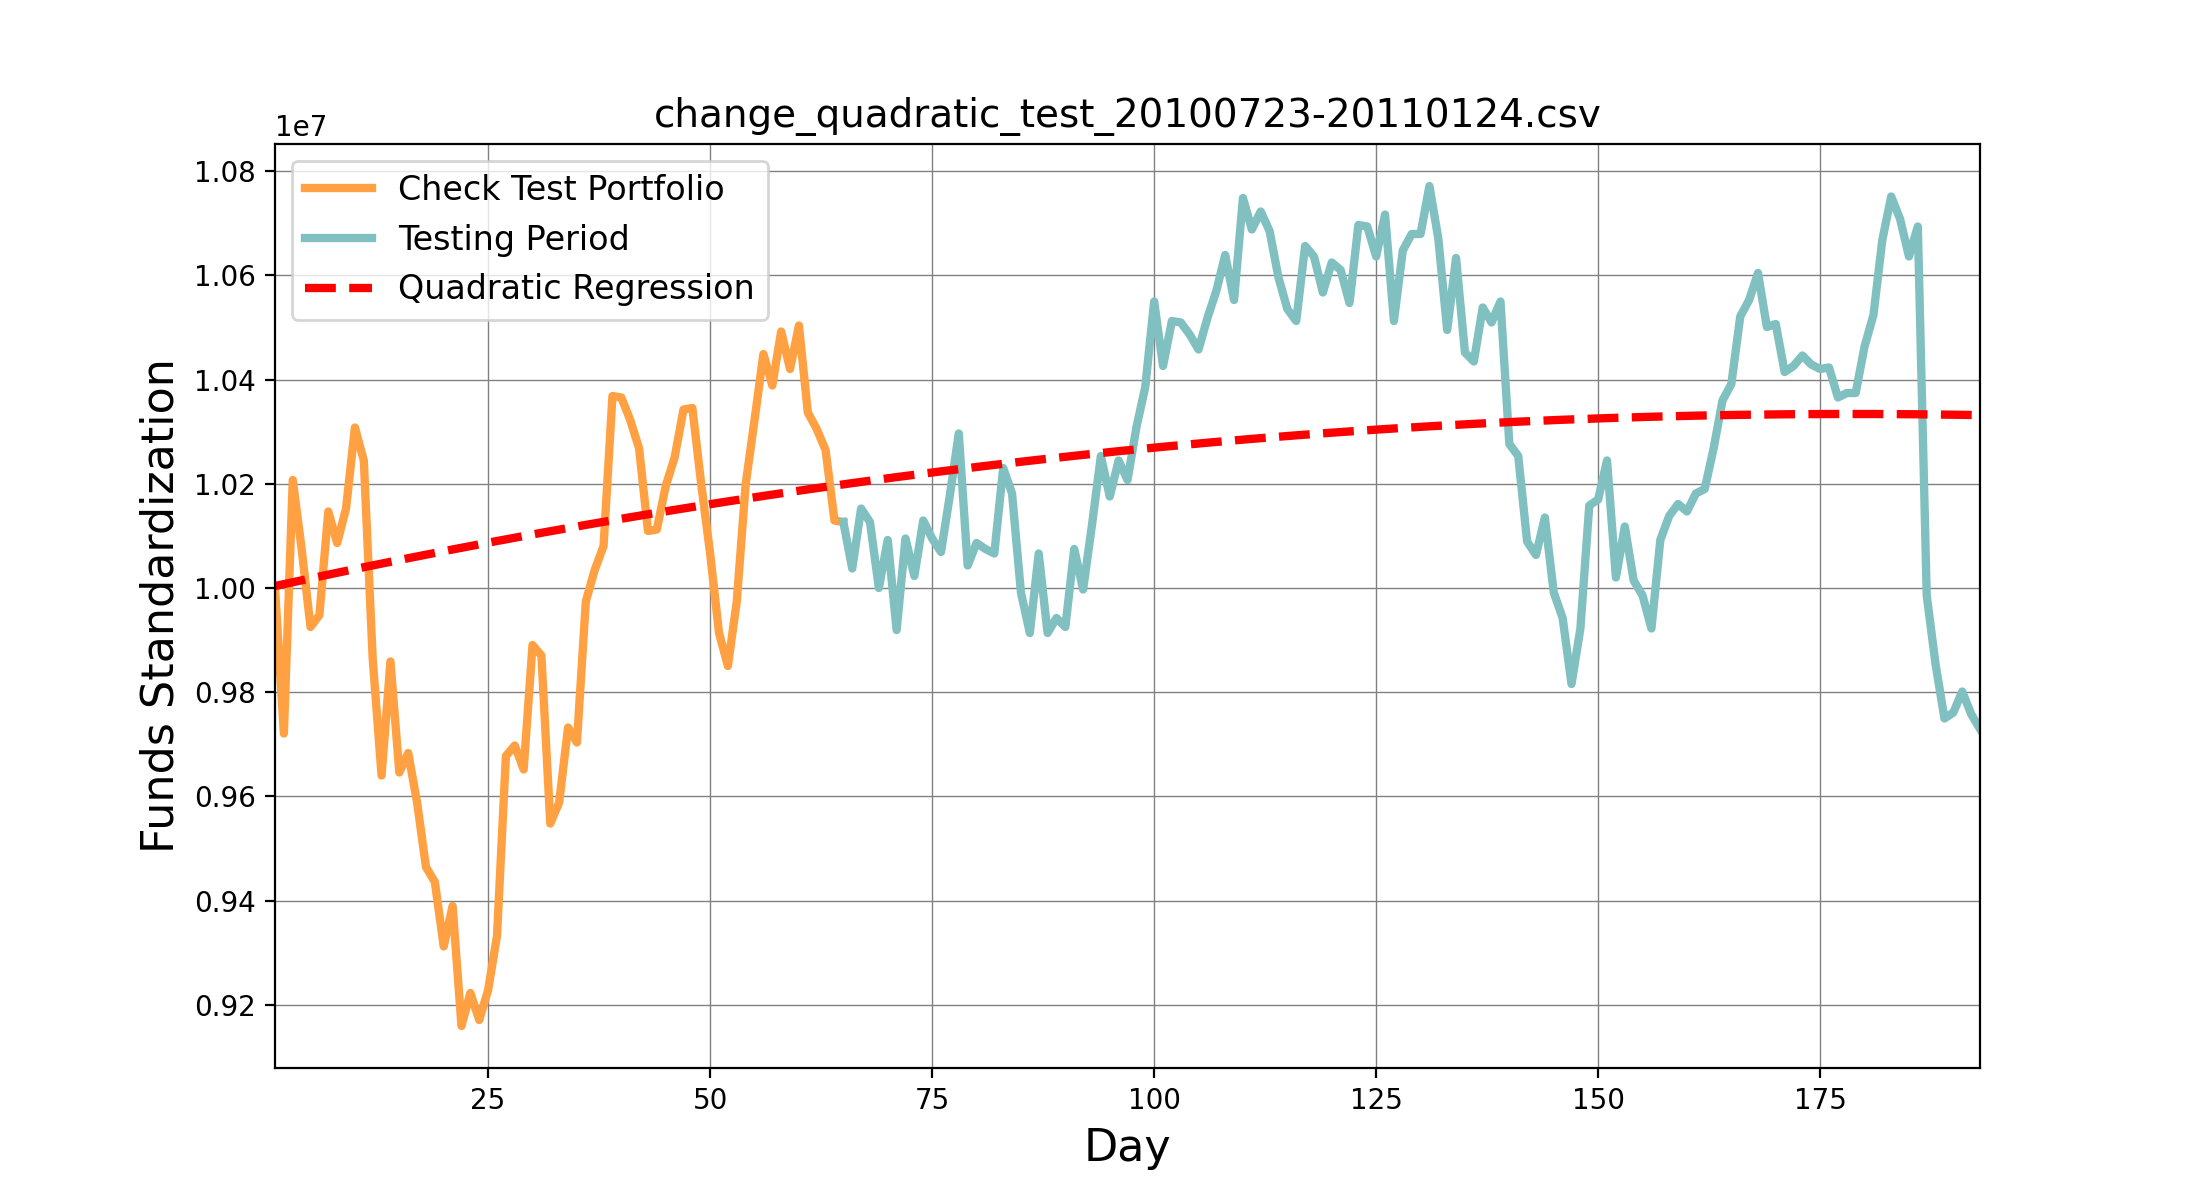 change_quadratic_test_20100723-20110124.csv
1e7
1.08
1.06
1.04
1.02
1.00
0.98
0.96
0.94
0.92
Funds Standardization
Check Test Portfolio
Testing Period
Quadratic Regression
25 50 75 100 125 150 175
Day